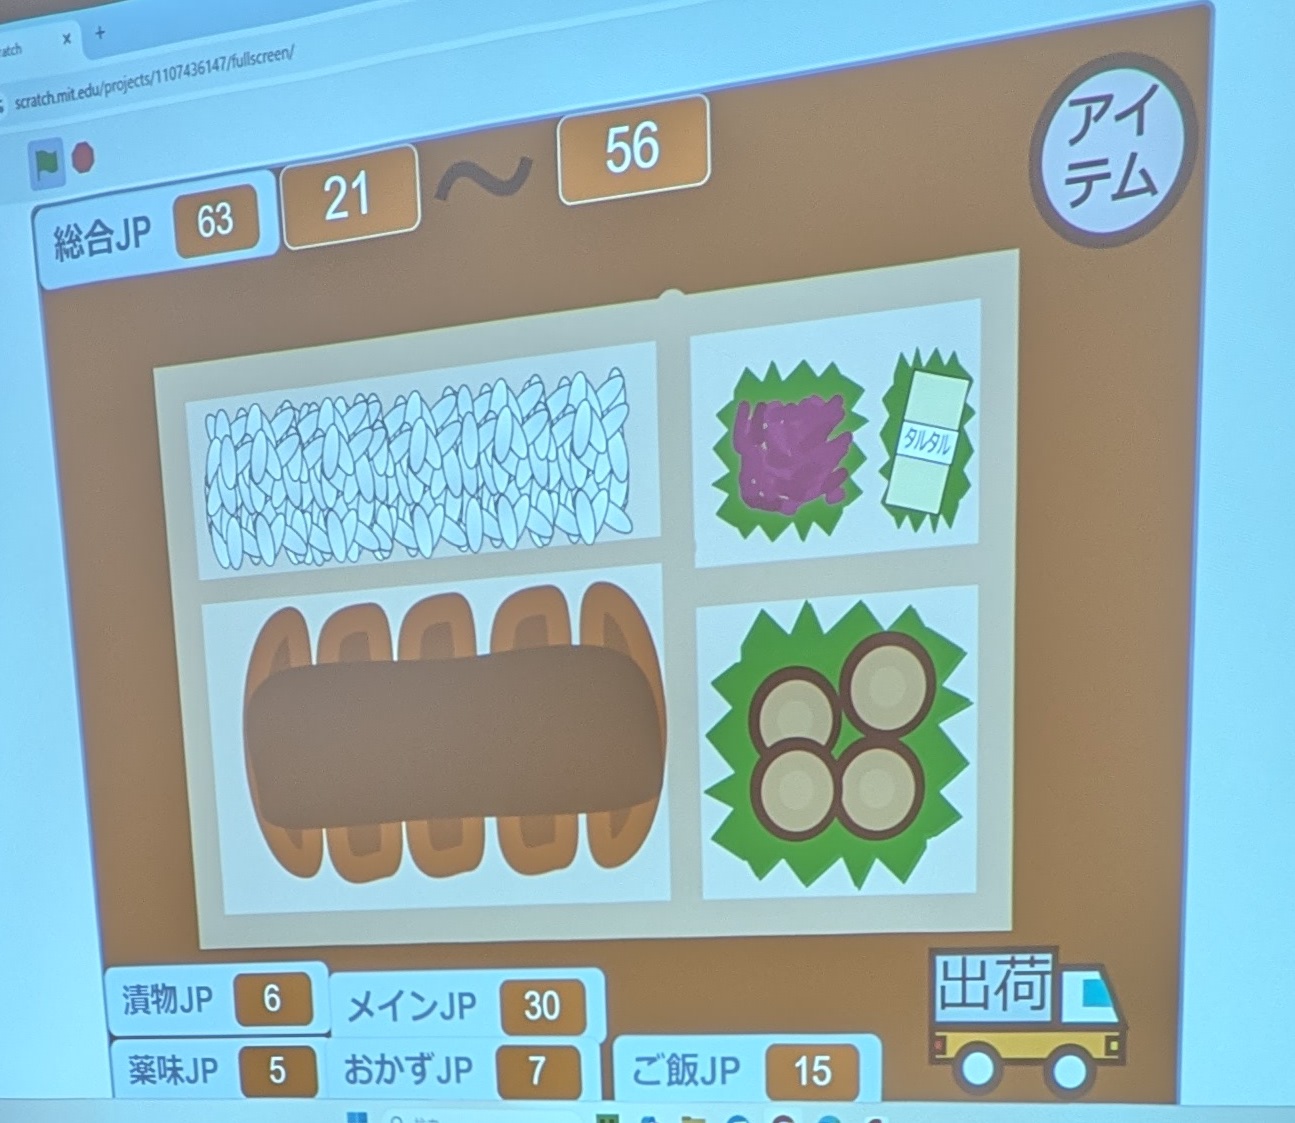 atch × +
scratch.mit.edu/projects/1107436147/fullscreen/
総合JP 63 21 〜 56
アイ
テム
タルタル
出荷
漬物JP 6 メインJP 30
薬味JP 5 おかずJP 7 ご飯JP 15